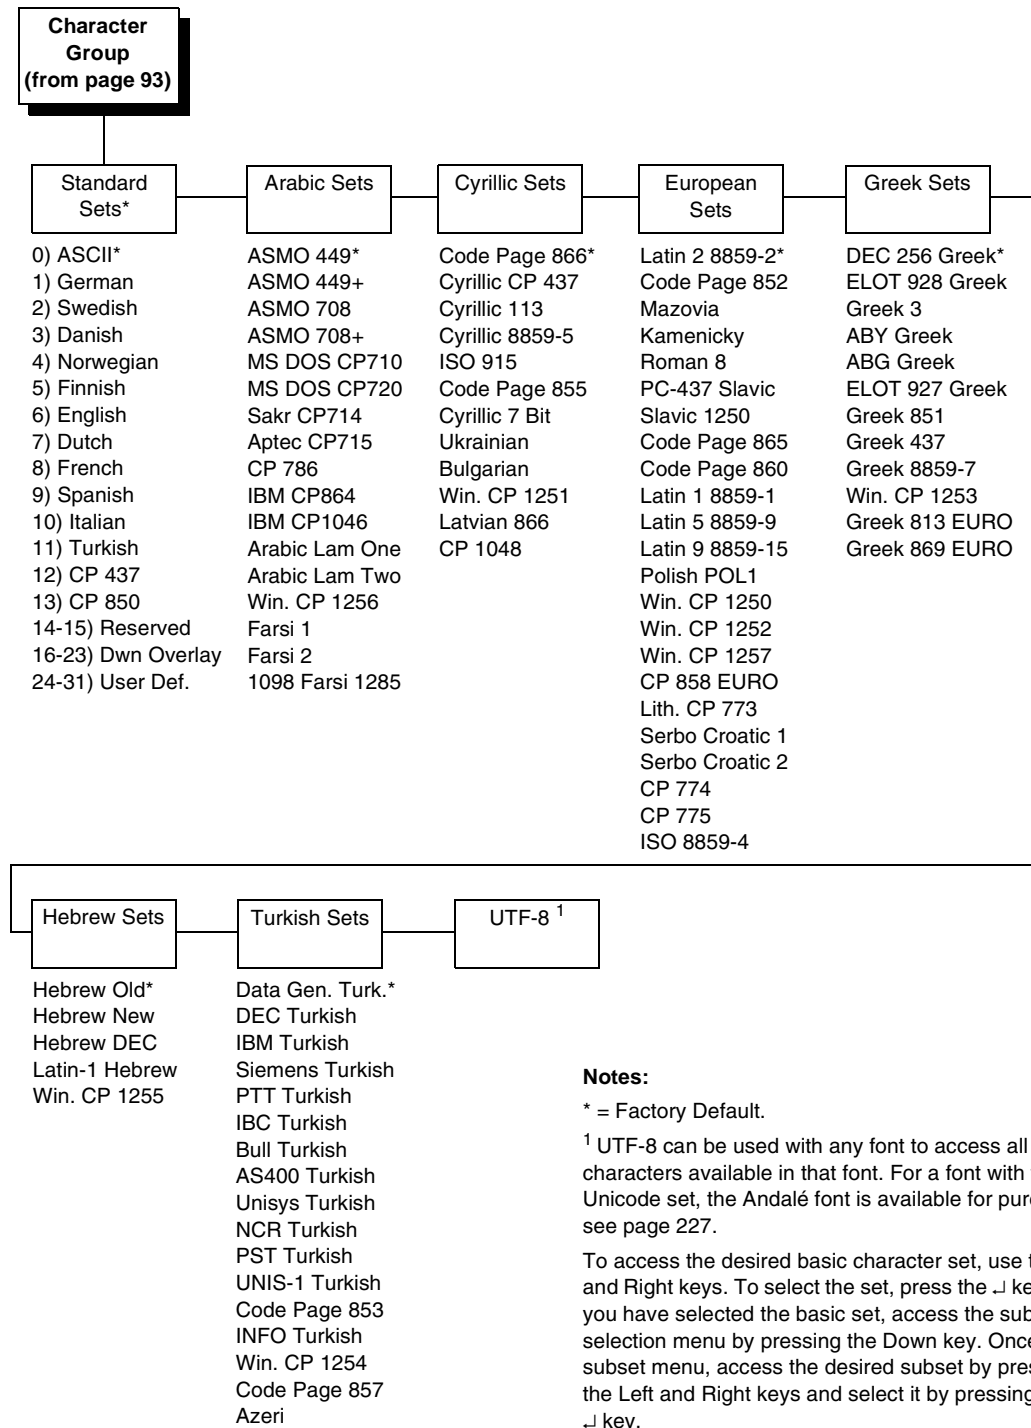 Character
Group
(from page 93)
Standard
Sets*
0) ASCII*
1) German
2) Swedish
3) Danish
4) Norwegian
5) Finnish
6) English
7) Dutch
8) French
9) Spanish
10) Italian
11) Turkish
12) CP 437
13) CP 850
14-15) Reserved
16-23) Dwn Overlay
24-31) User Def.
Arabic Sets
ASMO 449*
ASMO 449+
ASMO 708
ASMO 708+
MS DOS CP710
MS DOS CP720
Sakr CP714
Aptec CP715
CP 786
IBM CP864
IBM CP1046
Arabic Lam One
Arabic Lam Two
Win. CP 1256
Farsi 1
Farsi 2
1098 Farsi 1285
Cyrillic Sets
Code Page 866*
Cyrillic CP 437
Cyrillic 113
Cyrillic 8859-5
ISO 915
Code Page 855
Cyrillic 7 Bit
Ukrainian
Bulgarian
Win. CP 1251
Latvian 866
CP 1048
European
Sets
Latin 2 8859-2*
Code Page 852
Mazovia
Kamenicky
Roman 8
PC-437 Slavic
Slavic 1250
Code Page 865
Code Page 860
Latin 1 8859-1
Latin 5 8859-9
Latin 9 8859-15
Polish POL1
Win. CP 1250
Win. CP 1252
Win. CP 1257
CP 858 EURO
Lith. CP 773
Serbo Croatic 1
Serbo Croatic 2
CP 774
CP 775
ISO 8859-4
Greek Sets
DEC 256 Greek*
ELOT 928 Greek
Greek 3
ABY Greek
ABG Greek
ELOT 927 Greek
Greek 851
Greek 437
Greek 8859-7
Win. CP 1253
Greek 813 EURO
Greek 869 EURO
Hebrew Sets
Hebrew Old*
Hebrew New
Hebrew DEC
Latin-1 Hebrew
Win. CP 1255
Turkish Sets
Data Gen. Turk.*
DEC Turkish
IBM Turkish
Siemens Turkish
PTT Turkish
IBC Turkish
Bull Turkish
AS400 Turkish
Unisys Turkish
NCR Turkish
PST Turkish
UNIS-1 Turkish
Code Page 853
INFO Turkish
Win. CP 1254
Code Page 857
Azeri
UTF-8 1
Notes:
* = Factory Default.
1 UTF-8 can be used with any font to access all
characters available in that font. For a font with
Unicode set, the Andalé font is available for
see page 227.
To access the desired basic character set, use
and Right keys. To select the set, press the ↵
you have selected the basic set, access the
selection menu by pressing the Down key. Once
subset menu, access the desired subset by
the Left and Right keys and select it by pressing
↵ key.